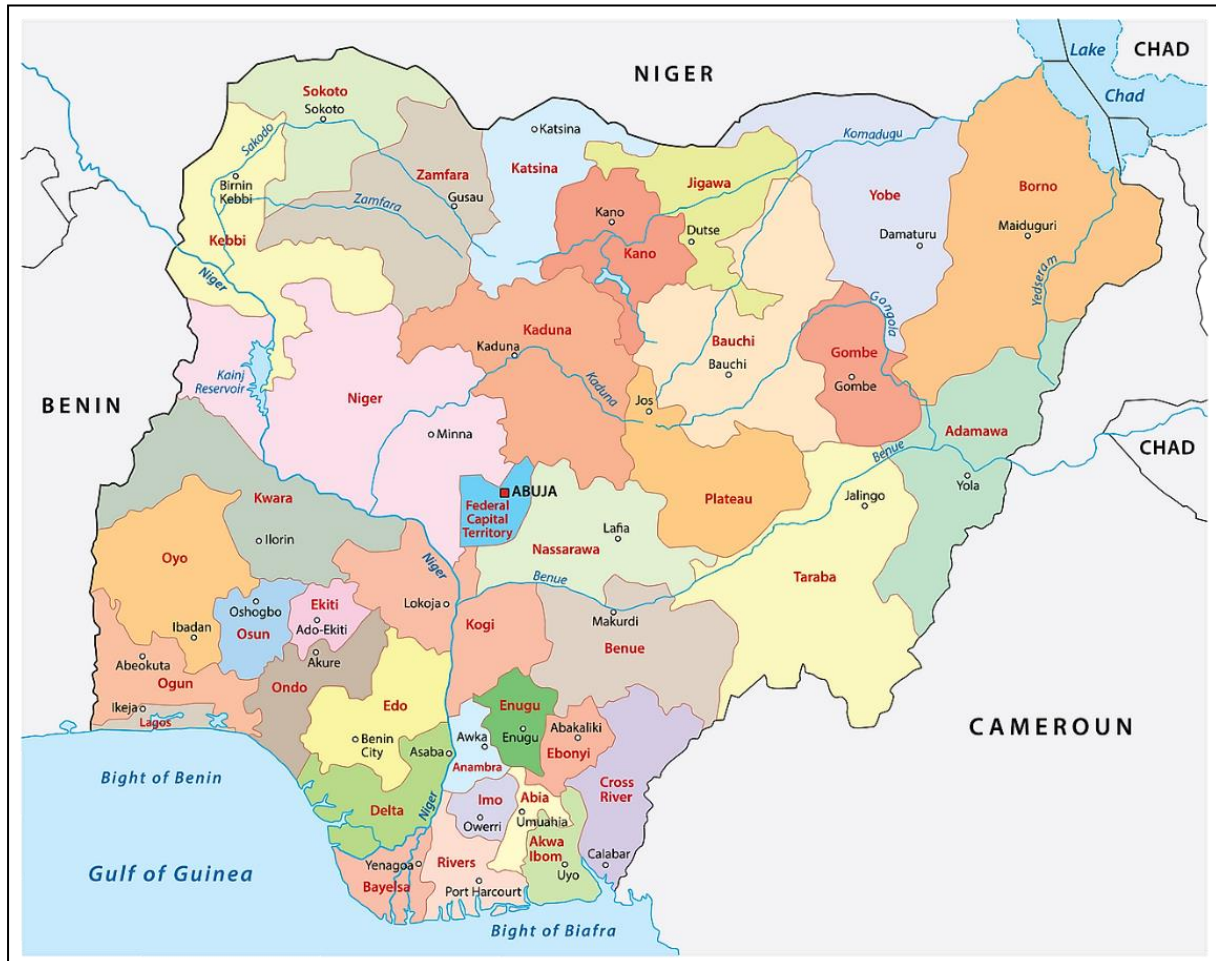 Lake
CHAD
NIGER
Chad
Sokoto
Sokoto
Katsina
Komadugu
Sakodo
Katsina
Zamfara
Jigawa
Birnin
Kebbi
Zamfara
Gusau
Kano
Yobe
Borno
Kebbi
Dutse
Damaturu
Maiduguri
Kano
Niger
Yedseram
Gongola
Kaduna
Bauchi
Kaduna
Gombe
Kainj
Reservoir
Bauchi
Kaduna
Gombe
Niger
Jos
BENIN
Minna
Adamawa
Benue
CHAD
Yola
Kwara
ABUJA
Plateau
Jalingo
Federal
Capital
Territory
Lafia
Ilorin
Nassarawa
Oyo
Niger
Benue
Taraba
Oshogbo
Ekiti
Lokoja
Ado-Ekiti
Kogi
Makurdi
Ibadan
Osun
Benue
Akure
Abeokuta
Ogun
Ondo
Edo
Enugu
Ikeja
Lagos
Abakaliki
CAMEROUN
Benin
City
Asaba
Awka
Enugu
Ebonyi
Anambra
Bight of Benin
Cross
River
Delta
Niger
Imo
Abia
Owerri
Umuahia
Akwa
Ibom
Gulf of Guinea
Yenagoa
Rivers
Uyo
Calabar
Bayelsa
Port Harcourt
Bight of Biafra